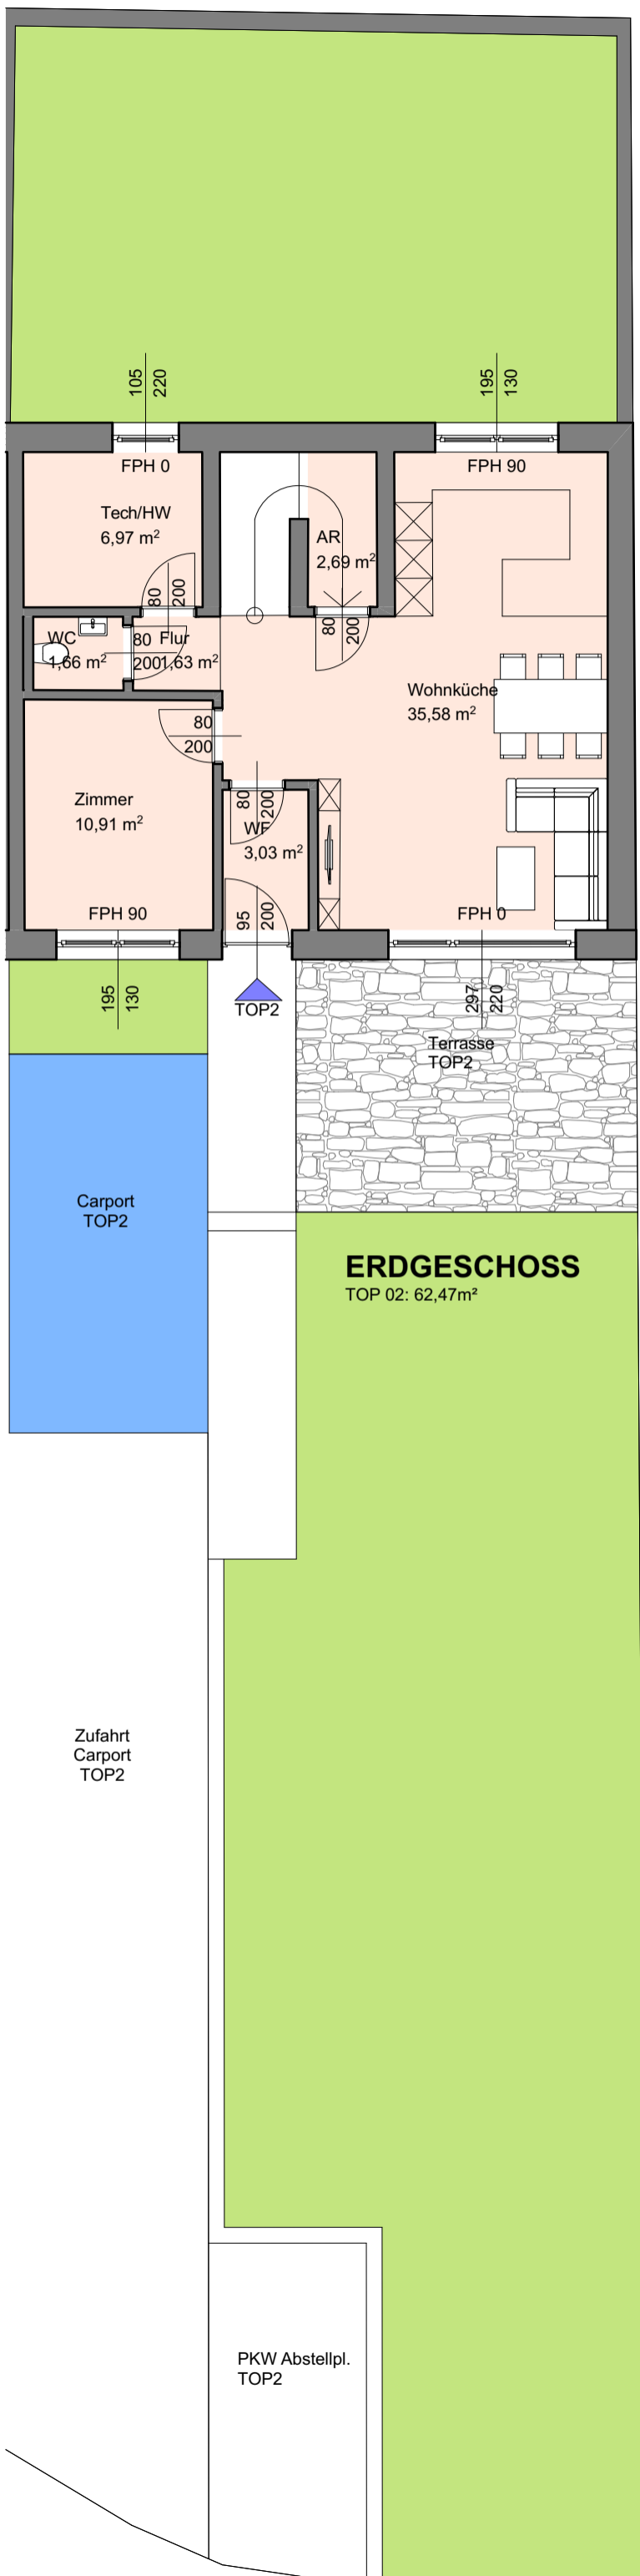 105
220
195
130
FPH 0
FPH 90
Tech/HW
6,97 m²
AR
2,69 m²
80
200
80
200
WC
1,66 m²
80
200
Flur
1,63 m²
Wohnküche
35,58 m²
80
200
Zimmer
10,91 m²
80
200
WF
3,03 m²
FPH 90
95
200
FPH 0
195
130
TOP2
297
220
Terrasse
TOP2
Carport
TOP2
ERDGESCHOSS
TOP 02: 62,47m²
Zufahrt
Carport
TOP2
PKW Abstellpl.
TOP2